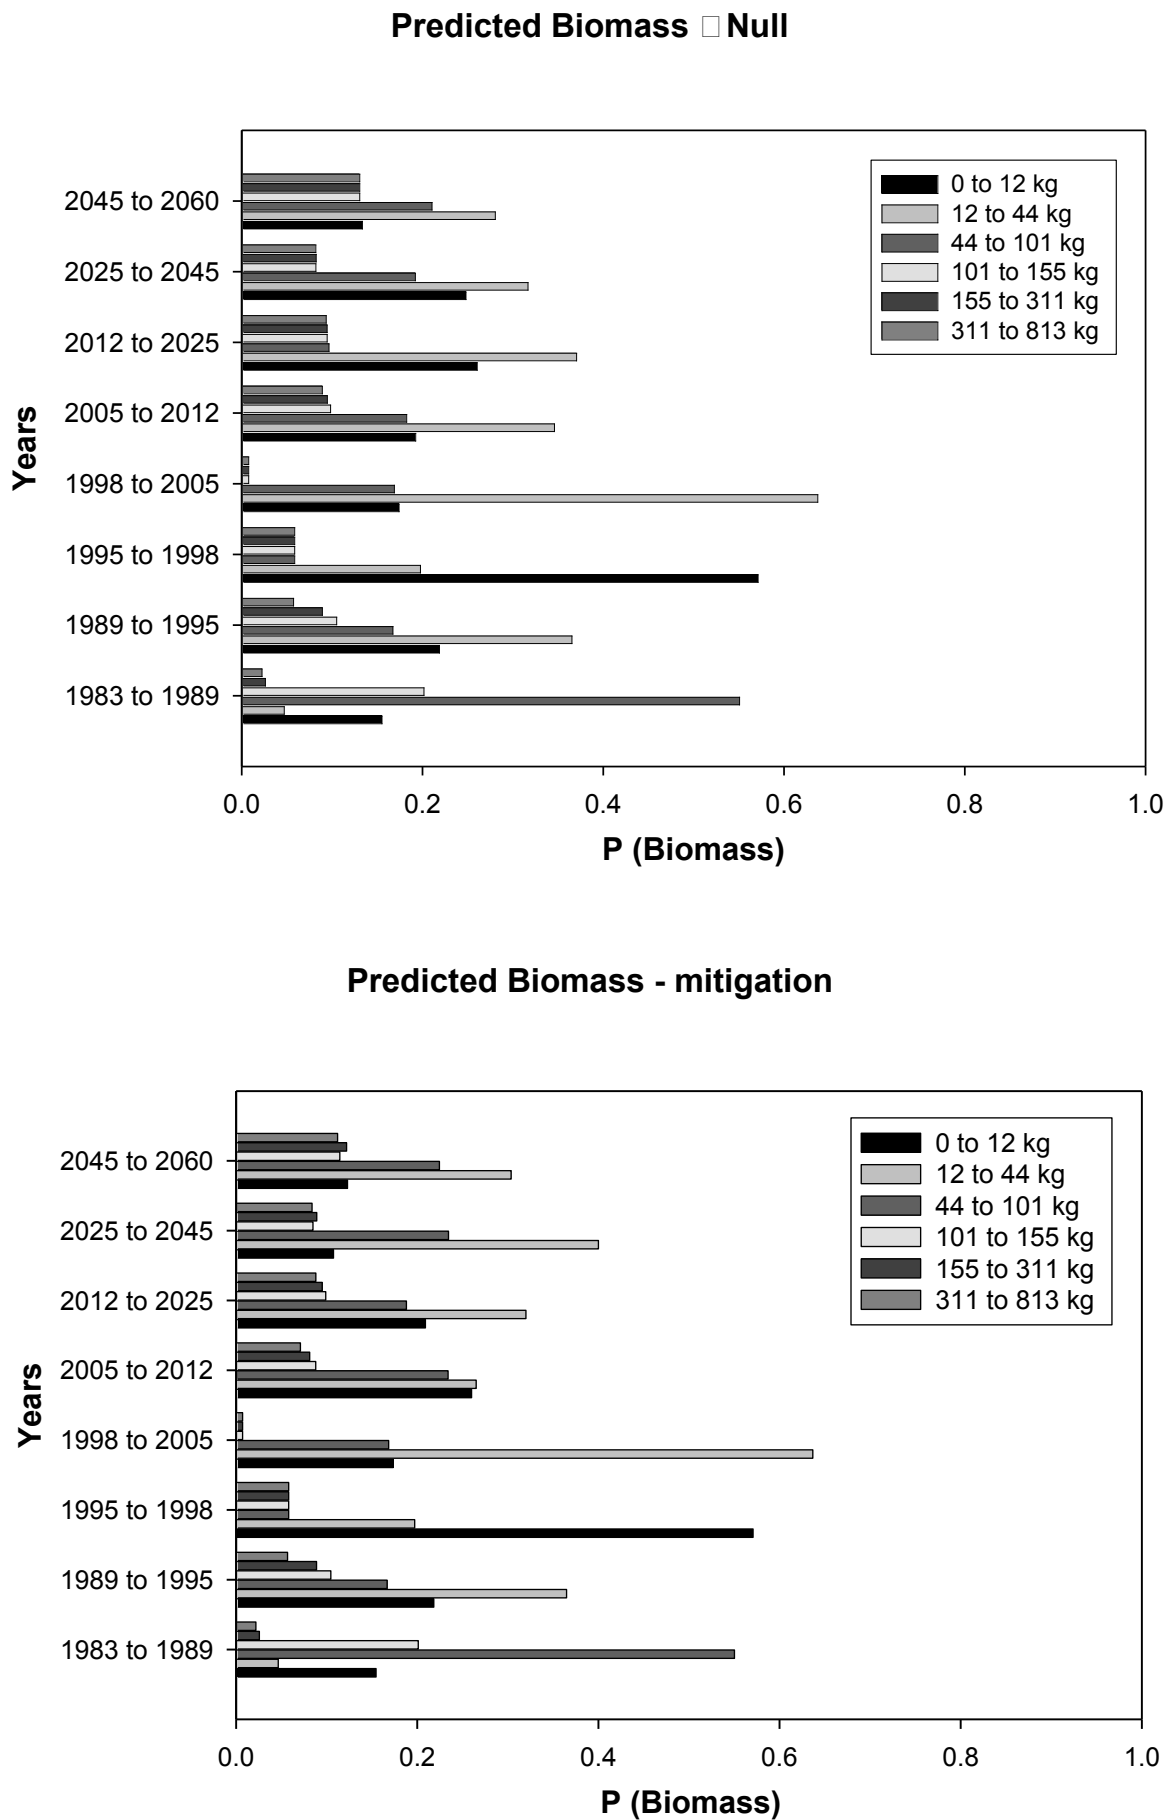 Predicted Biomass □ Null
2045 to 2060
2025 to 2045
2012 to 2025
2005 to 2012
1998 to 2005
1995 to 1998
1989 to 1995
1983 to 1989
Years
0 to 12 kg
12 to 44 kg
44 to 101 kg
101 to 155 kg
155 to 311 kg
311 to 813 kg
0.0 0.2 0.4 0.6 0.8 1.0
P (Biomass)
Predicted Biomass - mitigation
2045 to 2060
2025 to 2045
2012 to 2025
2005 to 2012
1998 to 2005
1995 to 1998
1989 to 1995
1983 to 1989
Years
0 to 12 kg
12 to 44 kg
44 to 101 kg
101 to 155 kg
155 to 311 kg
311 to 813 kg
0.0 0.2 0.4 0.6 0.8 1.0
P (Biomass)